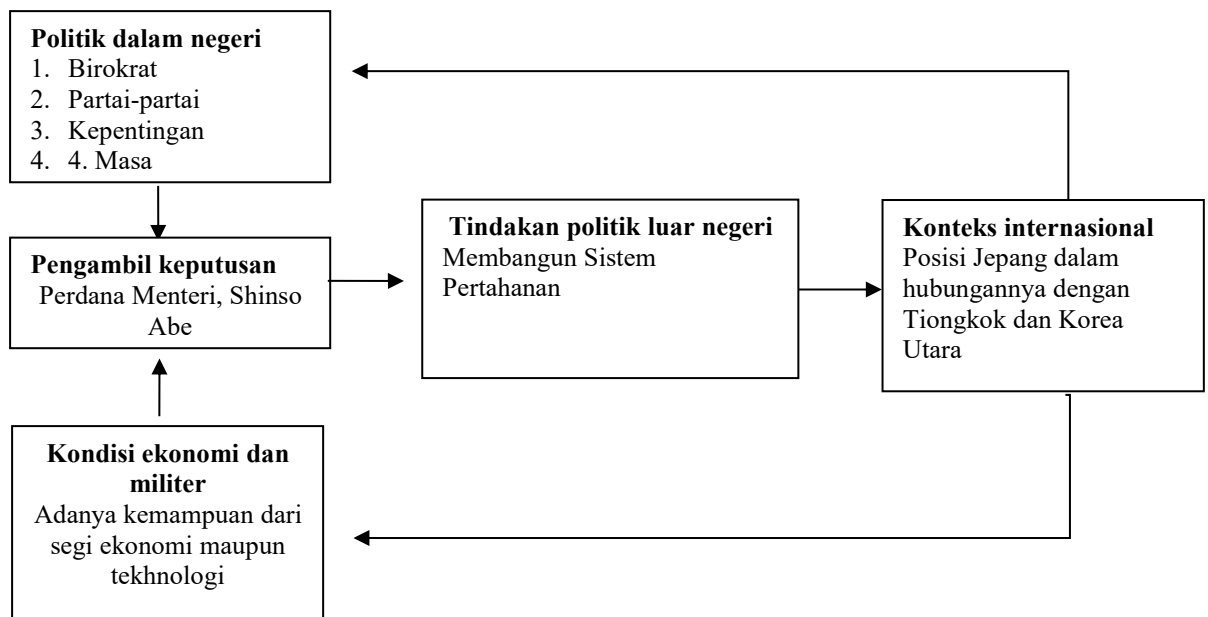 Politik dalam negeri
1. Birokrat
2. Partai-partai
3. Kepentingan
4. 4. Masa
Pengambil keputusan
Perdana Menteri, Shinso
Abe
Kondisi ekonomi dan
militer
Adanya kemampuan dari
segi ekonomi maupun
tekhnologi
Tindakan politik luar negeri
Membangun Sistem
Pertahanan
Konteks internasional
Posisi Jepang dalam
hubungannya dengan
Tiongkok dan Korea
Utara